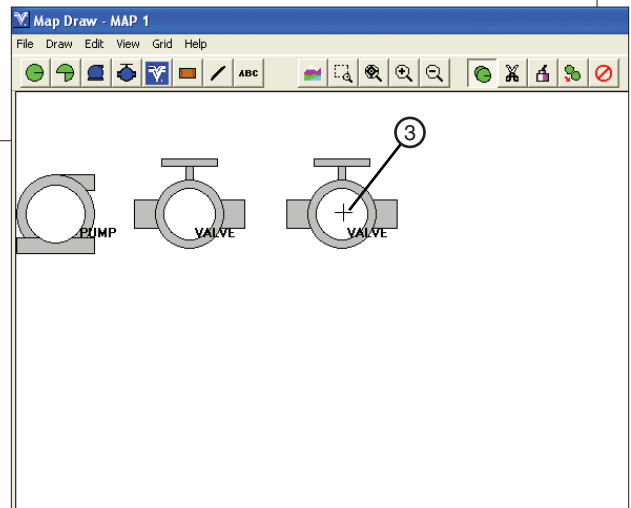 Map Draw - MAP 1
File Draw Edit View Grid Help
ABC
3
PUMP VALVE VALVE